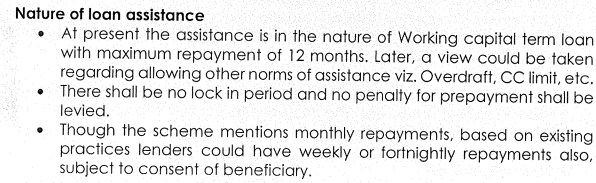 Nature of loan assistance
• At present the assistance is in the nature of Working capital term loan
with maximum repayment of 12 months. Later, a view could be taken
regarding allowing other norms of assistance viz. Overdraft, CC limit, etc.
• There shall be no lock in period and no penalty for prepayment shall be
levied.
• Though the scheme mentions monthly repayments, based on existing
practices lenders could have weekly or fortnightly repayments also,
subject to consent of beneficiary.